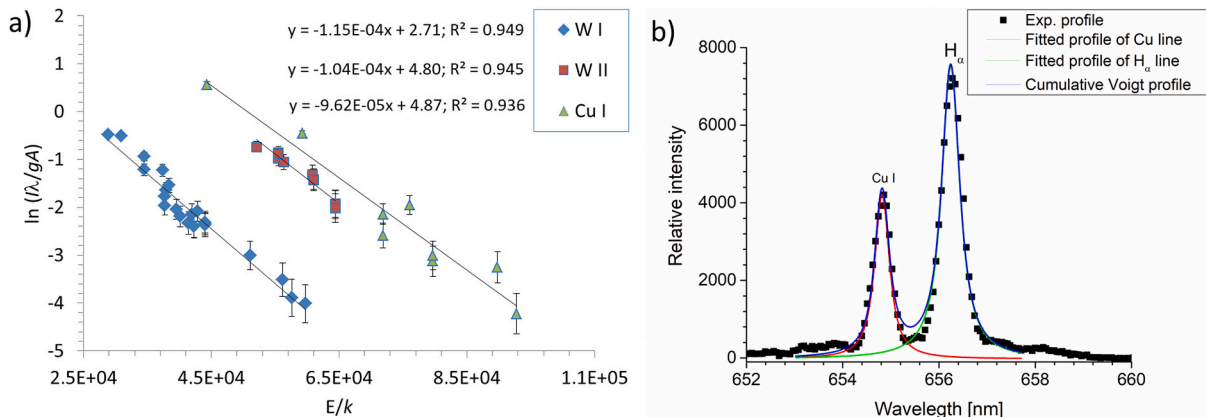 a)
y = -1.15E-04x + 2.71; R² = 0.949
y = -1.04E-04x + 4.80; R² = 0.945
y = -9.62E-05x + 4.87; R² = 0.936
W I
W II
Cu I
ln (Iλ/gA)
2
1
0
-1
-2
-3
-4
-5
2.5E+04 4.5E+04 6.5E+04 8.5E+04 1.1E+05
E/k
b)
Exp. profile
Fitted profile of Cu line
Fitted profile of Hα line
Cumulative Voigt profile
Hα
Cu I
Relative intensity
8000
6000
4000
2000
0
652 654 656 658 660
Wavelegth [nm]